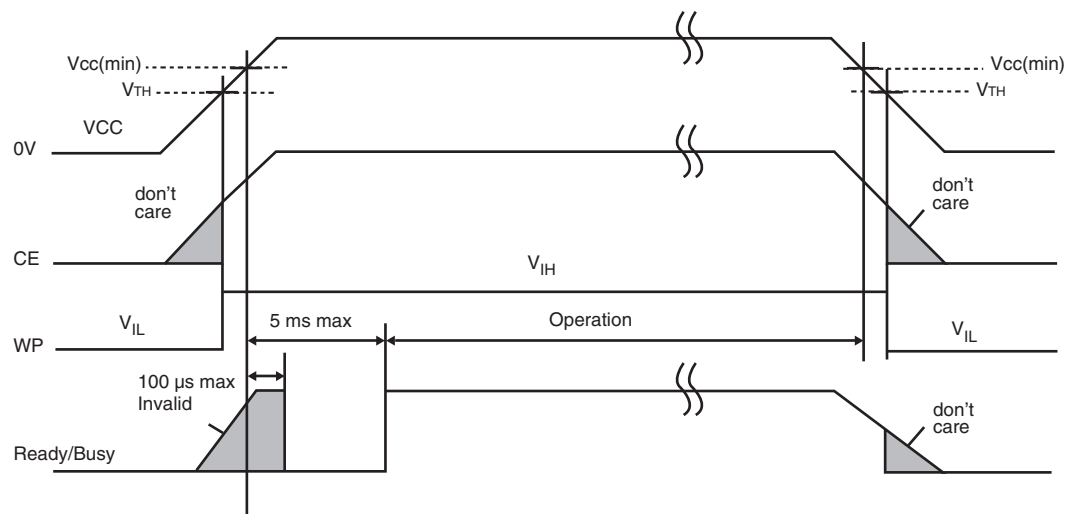 Vcc(min)
VTH
VCC
0V
Vcc(min)
VTH
don't
care
CE
don't
care
VIH
VIL
WP
5 ms max
Operation
VIL
100 µs max
Invalid
Ready/Busy
don't
care